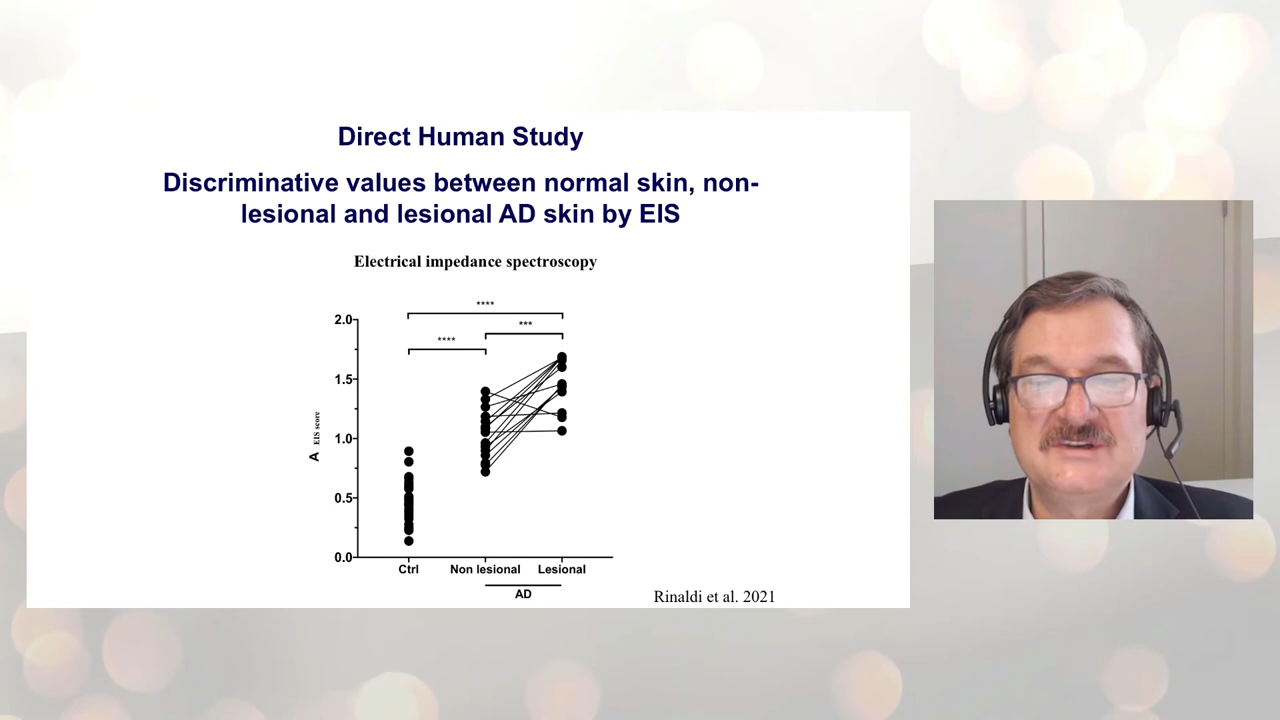 Direct Human Study
Discriminative values between normal skin, non-
lesional and lesional AD skin by EIS
Electrical impedance spectroscopy
****
***
****
2.0
1.5
1.0
0.5
0.0
A EIS score
Ctrl
Non lesional
Lesional
AD
Rinaldi et al. 2021